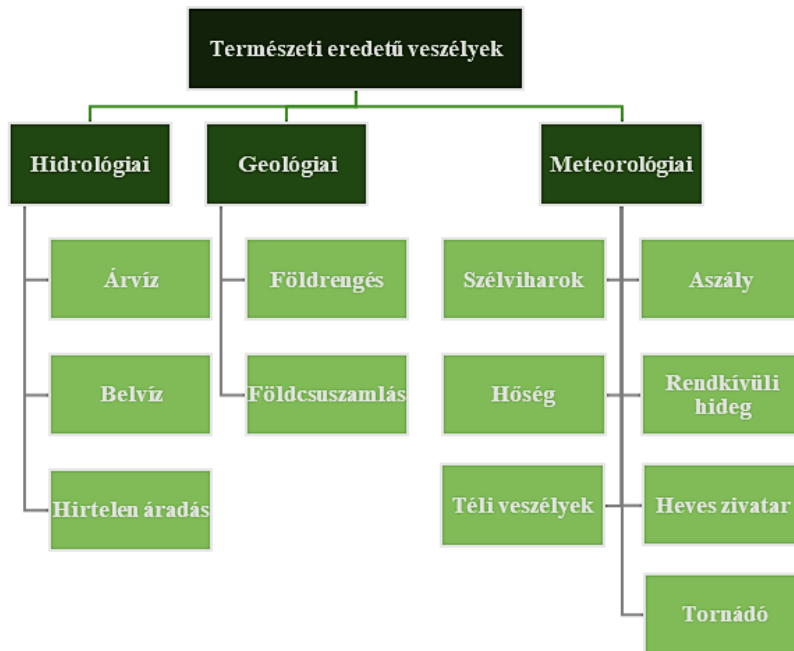 Természeti eredetű veszélyek
Hidrológiai
Geológiai
Meteorológiai
Árvíz
Földrengés
Szélviharok
Aszály
Belvíz
Földcsuszamlás
Hőség
Rendkívüli
hideg
Hirtelen áradás
Téli veszélyek
Heves zivatar
Tornádó